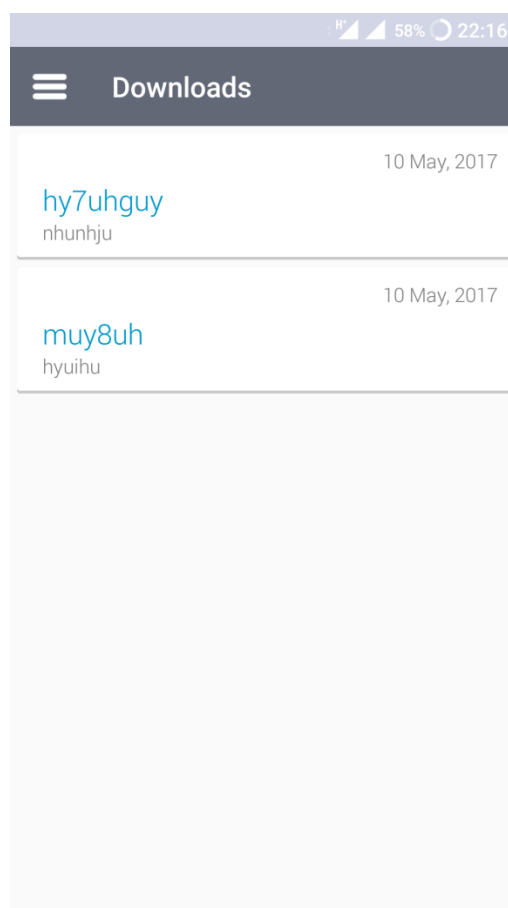 H+ 58% 22:16
Downloads
10 May, 2017
hy7uhguy
nhunhju
10 May, 2017
muy8uh
hyuihu